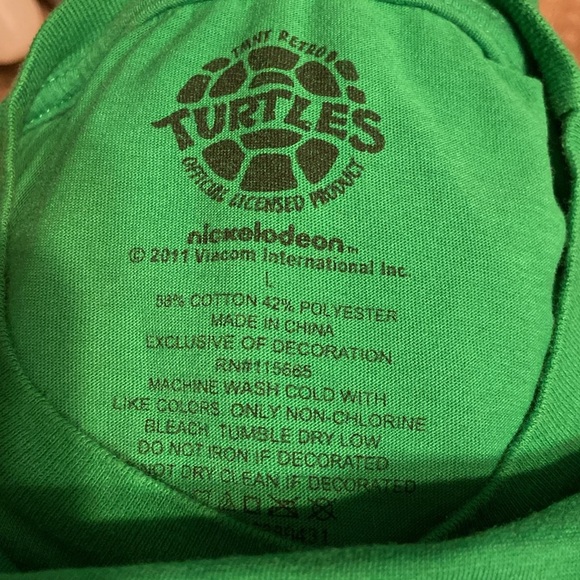 TMNT RETRO
TURTLES
OFFICIAL LICENSED PRODUCT
nickelodeon™
© 2011 Viacom International Inc.
L
58% COTTON 42% POLYESTER
MADE IN CHINA
EXCLUSIVE OF DECORATION
RN#115665
MACHINE WASH COLD WITH
LIKE COLORS. ONLY NON-CHLORINE
BLEACH. TUMBLE DRY LOW
DO NOT IRON IF DECORATED
NOT DRY CLEAN IF DECORATED